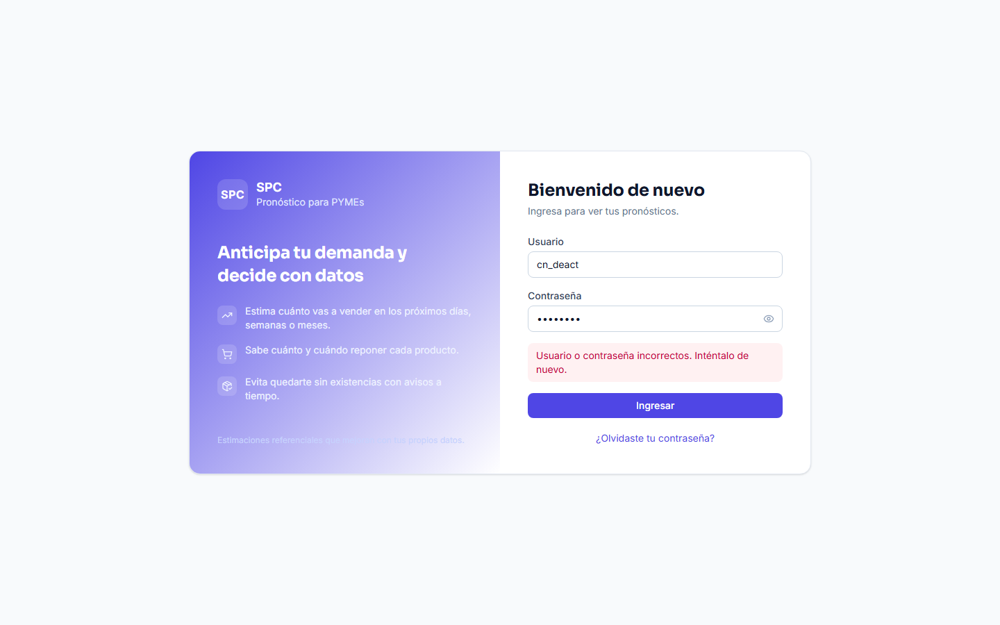 SPC
SPC
Pronóstico para PYMEs
Anticipa tu demanda y
decide con datos
Estima cuánto vas a vender en los próximos días,
semanas o meses.
Sabe cuánto y cuándo reponer cada producto.
Evita quedarte sin existencias con avisos a
tiempo.
Estimaciones referenciales que tus propios datos.
Bienvenido de nuevo
Ingresa para ver tus pronósticos.
Usuario
cn_deact
Contraseña
••••••••
Usuario o contraseña incorrectos. Inténtalo de
nuevo.
Ingresar
¿Olvidaste tu contraseña?